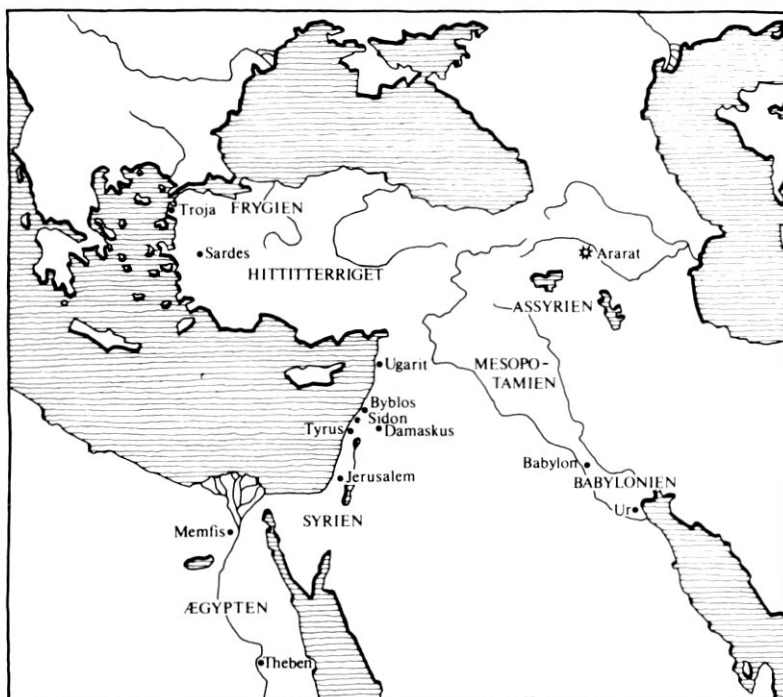 Troja
FRYGIEN
Sardes
Ararat
HITTITTERRIGET
ASSYRIEN
Ugarit
MESOPO-
TAMIEN
Byblos
Sidon
Tyrus
Damaskus
Babylon
Jerusalem
BABYLONIEN
Ur
SYRIEN
Memfis
ÆGYPTEN
Theben